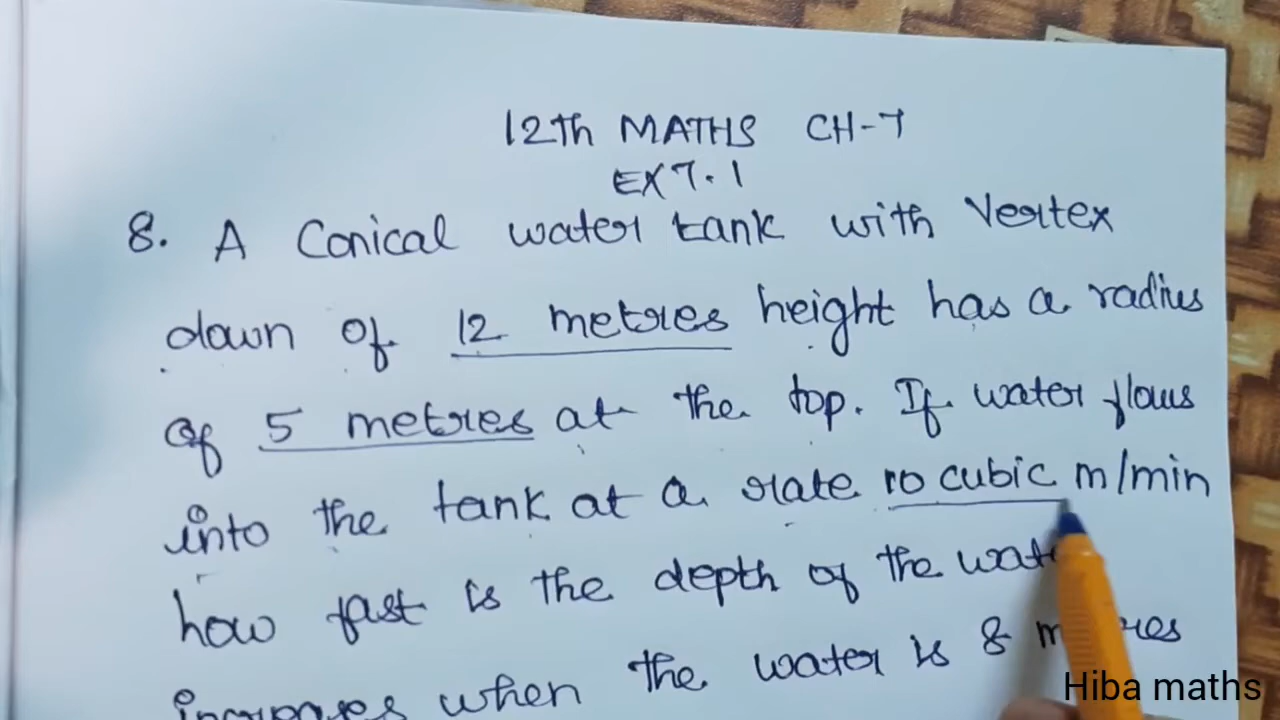 12th MATHS CH-7
EX 7.1
8. A Conical water tank with Vertex
down of 12 metres height has a radius
of 5 metres at the top. If water flows
into the tank at a rate 10 cubic m/min
how fast is the depth of the
when the water is 8
Hiba maths